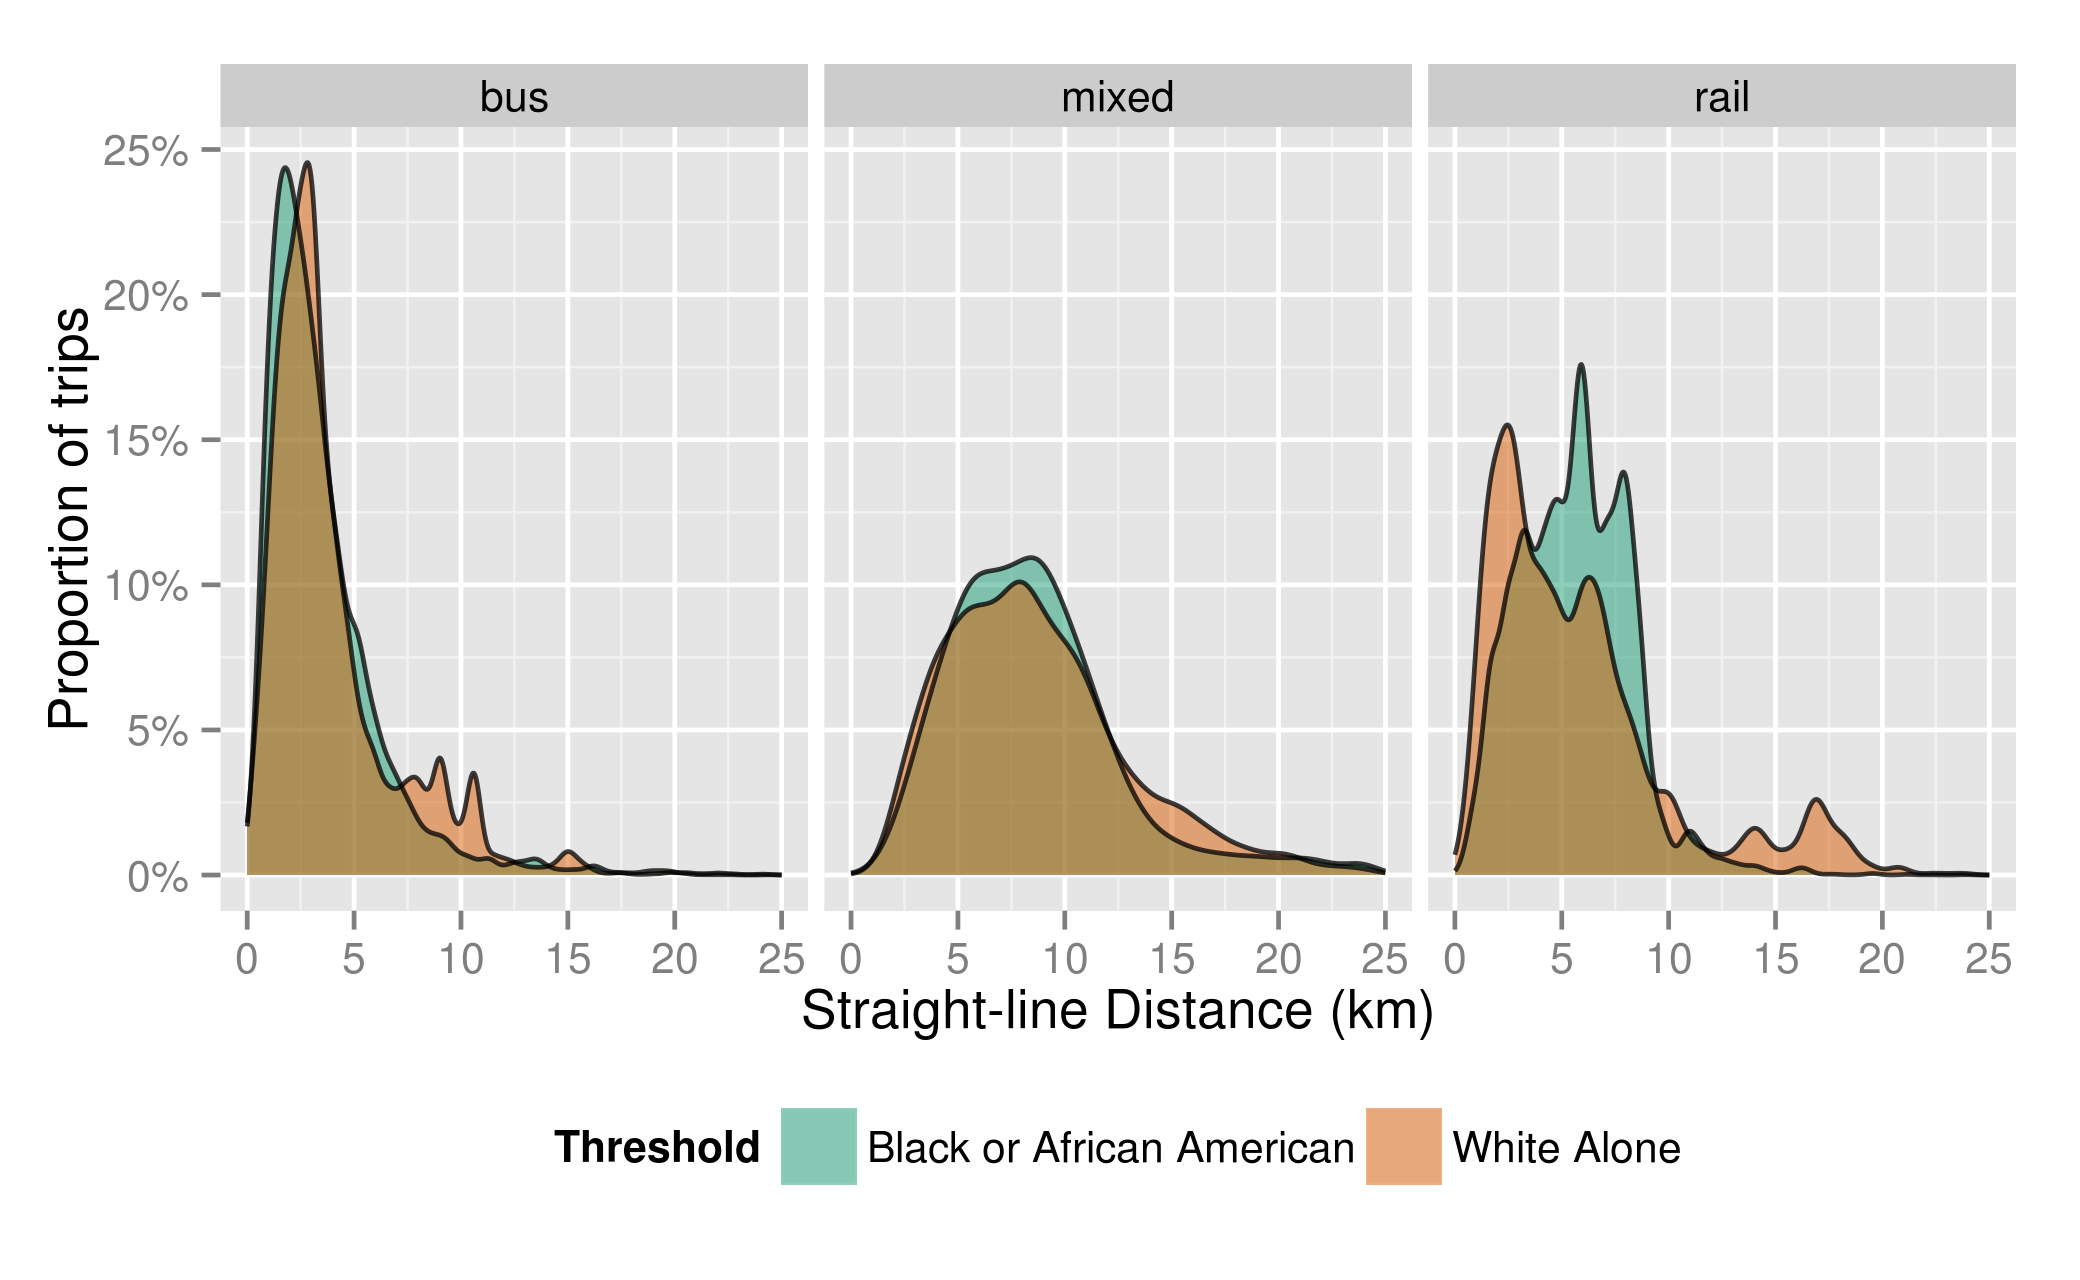 bus mixed rail
25%
20%
15%
10%
5%
0%
Proportion of trips
0 5 10 15 20 25 0 5 10 15 20 25 0 5 10 15 20 25
Straight-line Distance (km)
Threshold Black or African American White Alone